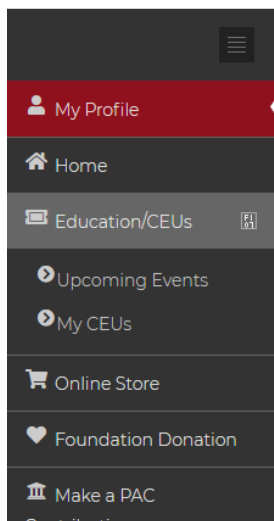 My Profile
Home
Education/CEUs
Upcoming Events
My CEUs
Online Store
Foundation Donation
Make a PAC